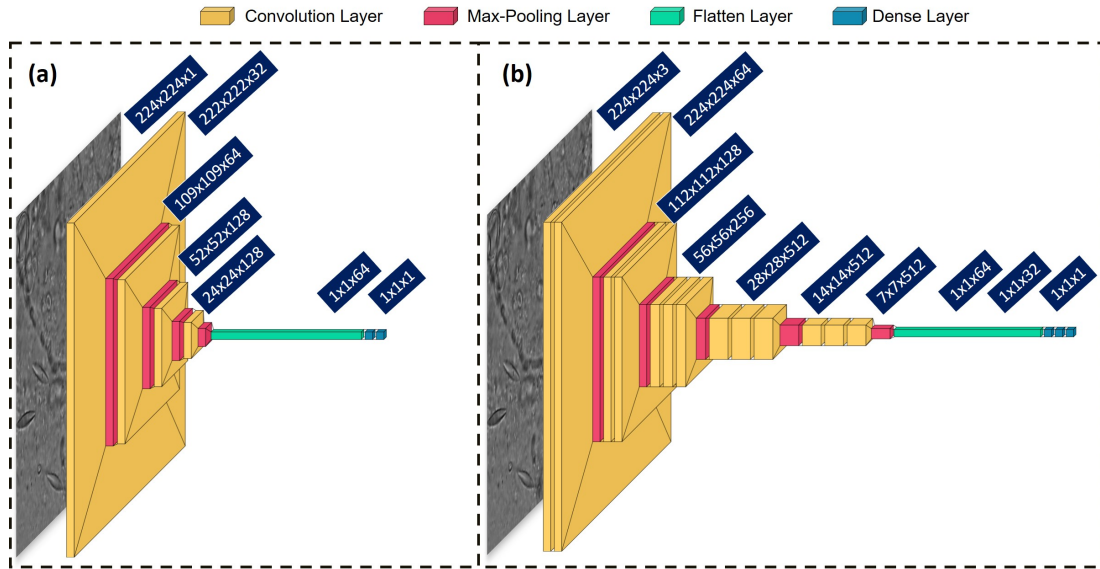 Convolution Layer
Max-Pooling Layer
Flatten Layer
Dense Layer
(a)
224x224x1
222x222x32
109x109x64
52x52x128
24x24x128
1x1x64
1x1x1
(b)
224x224x3
224x224x64
112x112x128
56x56x256
28x28x512
14x14x512
7x7x512
1x1x64
1x1x32
1x1x1